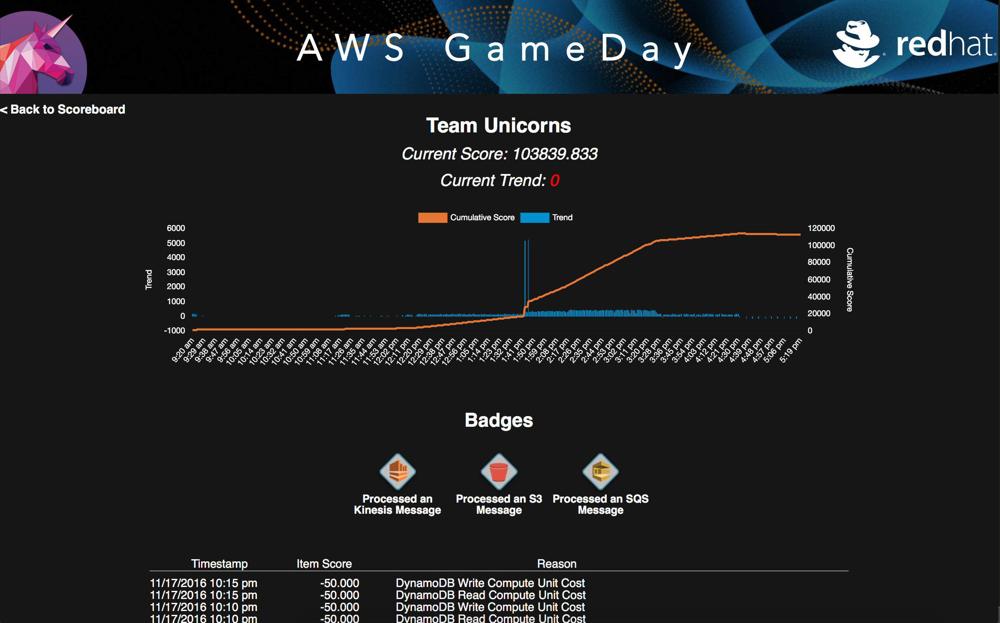 AWS GameDay
redhat.
< Back to Scoreboard
Team Unicorns
Current Score: 103839.833
Current Trend: 0
Cumulative Score Trend
6000
5000
4000
3000
2000
1000
0
-1000
Trend
120000
100000
80000
60000
40000
20000
0
Cumulative Score
9:20 am
9:29 am
9:38 am
9:47 am
9:56 am
10:05 am
10:14 am
10:23 am
10:32 am
10:41 am
10:50 am
10:59 am
11:08 am
11:17 am
11:26 am
11:35 am
11:44 am
11:53 am
12:02 pm
12:11 pm
12:20 pm
12:29 pm
12:38 pm
12:47 pm
12:56 pm
1:05 pm
1:14 pm
1:23 pm
1:32 pm
1:41 pm
1:50 pm
1:59 pm
2:08 pm
2:17 pm
2:26 pm
2:35 pm
2:44 pm
2:53 pm
3:02 pm
3:11 pm
3:20 pm
3:28 pm
3:36 pm
3:45 pm
3:54 pm
4:03 pm
4:12 pm
4:21 pm
4:30 pm
4:39 pm
4:48 pm
4:57 pm
5:06 pm
5:19 pm
Badges
Processed an
Kinesis Message
Processed an S3
Message
Processed an SQS
Message
Timestamp Item Score Reason
11/17/2016 10:15 pm -50.000 DynamoDB Write Compute Unit Cost
11/17/2016 10:15 pm -50.000 DynamoDB Read Compute Unit Cost
11/17/2016 10:10 pm -50.000 DynamoDB Write Compute Unit Cost
11/17/2016 10:10 pm -50.000 DynamoDB Read Compute Unit Cost